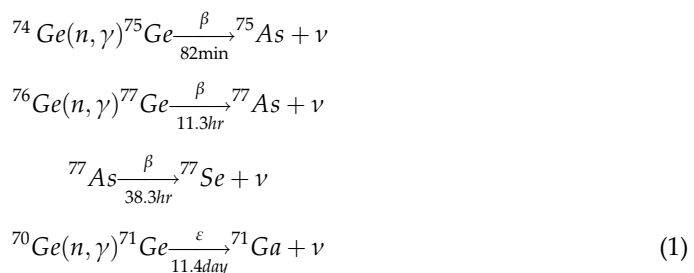 ⁷⁴Ge(n, γ)⁷⁵Ge —β/82min→ ⁷⁵As + ν
⁷⁶Ge(n, γ)⁷⁷Ge —β/11.3hr→ ⁷⁷As + ν
⁷⁷As —β/38.3hr→ ⁷⁷Se + ν
⁷⁰Ge(n, γ)⁷¹Ge —ε/11.4day→ ⁷¹Ga + ν (1)